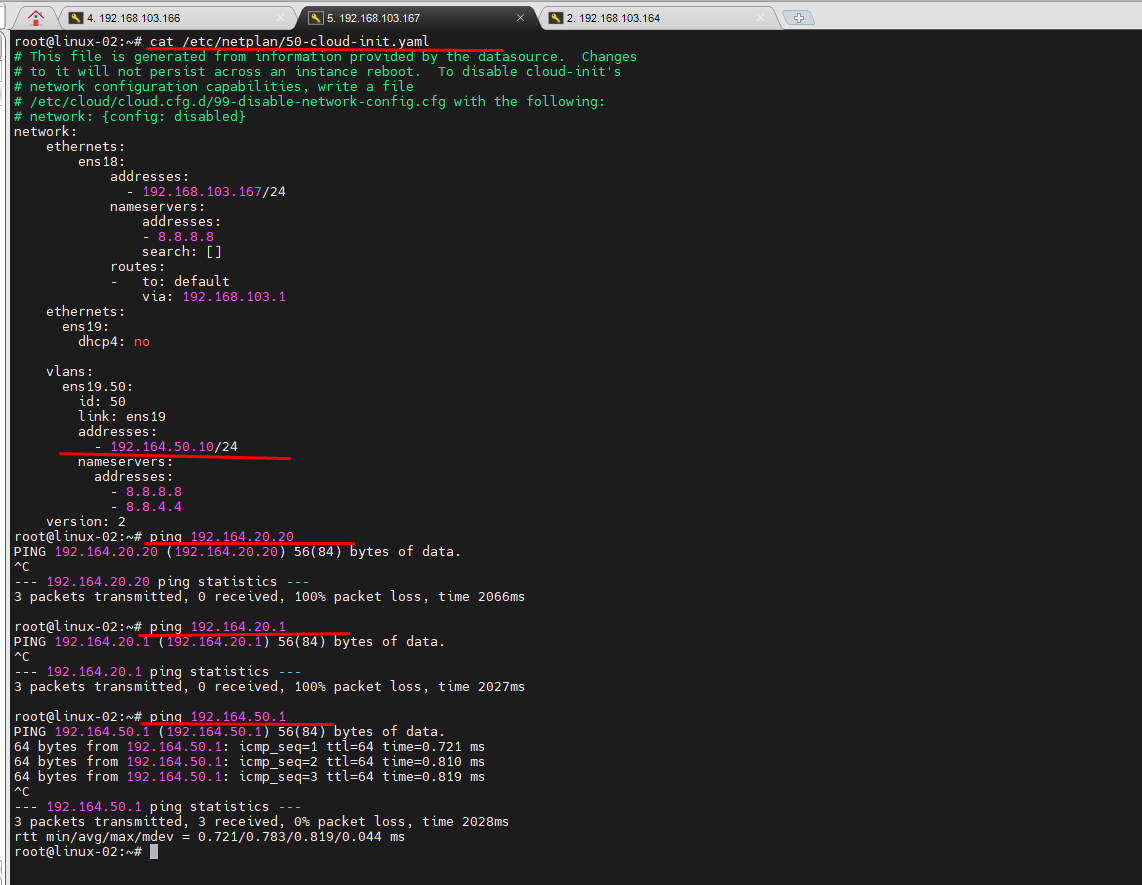 4. 192.168.103.166
5. 192.168.103.167
2. 192.168.103.164
root@linux-02:~# cat /etc/netplan/50-cloud-init.yaml
# This file is generated from information provided by the datasource.  Changes
# to it will not persist across an instance reboot.  To disable cloud-init's
# network configuration capabilities, write a file
# /etc/cloud/cloud.cfg.d/99-disable-network-config.cfg with the following:
# network: {config: disabled}
network:
    ethernets:
        ens18:
            addresses:
              - 192.168.103.167/24
            nameservers:
                addresses:
                - 8.8.8.8
                search: []
            routes:
            -   to: default
                via: 192.168.103.1
    ethernets:
      ens19:
        dhcp4: no
    vlans:
      ens19.50:
        id: 50
        link: ens19
        addresses:
          - 192.164.50.10/24
        nameservers:
          addresses:
            - 8.8.8.8
            - 8.8.4.4
    version: 2
root@linux-02:~# ping 192.164.20.20
PING 192.164.20.20 (192.164.20.20) 56(84) bytes of data.
^C
--- 192.164.20.20 ping statistics ---
3 packets transmitted, 0 received, 100% packet loss, time 2066ms
root@linux-02:~# ping 192.164.20.1
PING 192.164.20.1 (192.164.20.1) 56(84) bytes of data.
^C
--- 192.164.20.1 ping statistics ---
3 packets transmitted, 0 received, 100% packet loss, time 2027ms
root@linux-02:~# ping 192.164.50.1
PING 192.164.50.1 (192.164.50.1) 56(84) bytes of data.
64 bytes from 192.164.50.1: icmp_seq=1 ttl=64 time=0.721 ms
64 bytes from 192.164.50.1: icmp_seq=2 ttl=64 time=0.810 ms
64 bytes from 192.164.50.1: icmp_seq=3 ttl=64 time=0.819 ms
^C
--- 192.164.50.1 ping statistics ---
3 packets transmitted, 3 received, 0% packet loss, time 2028ms
rtt min/avg/max/mdev = 0.721/0.783/0.819/0.044 ms
root@linux-02:~#